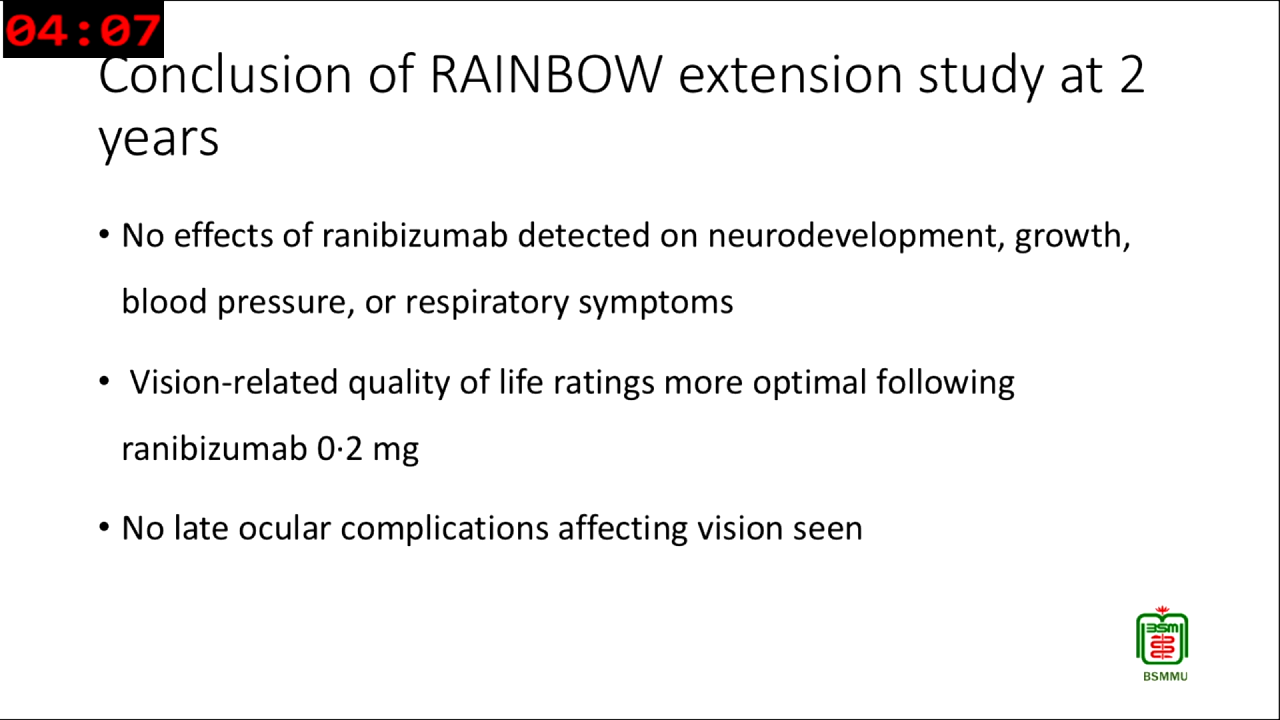 04:07
Conclusion of RAINBOW extension study at 2
years
• No effects of ranibizumab detected on neurodevelopment, growth,
blood pressure, or respiratory symptoms
• Vision-related quality of life ratings more optimal following
ranibizumab 0·2 mg
• No late ocular complications affecting vision seen
BSM
BSMMU